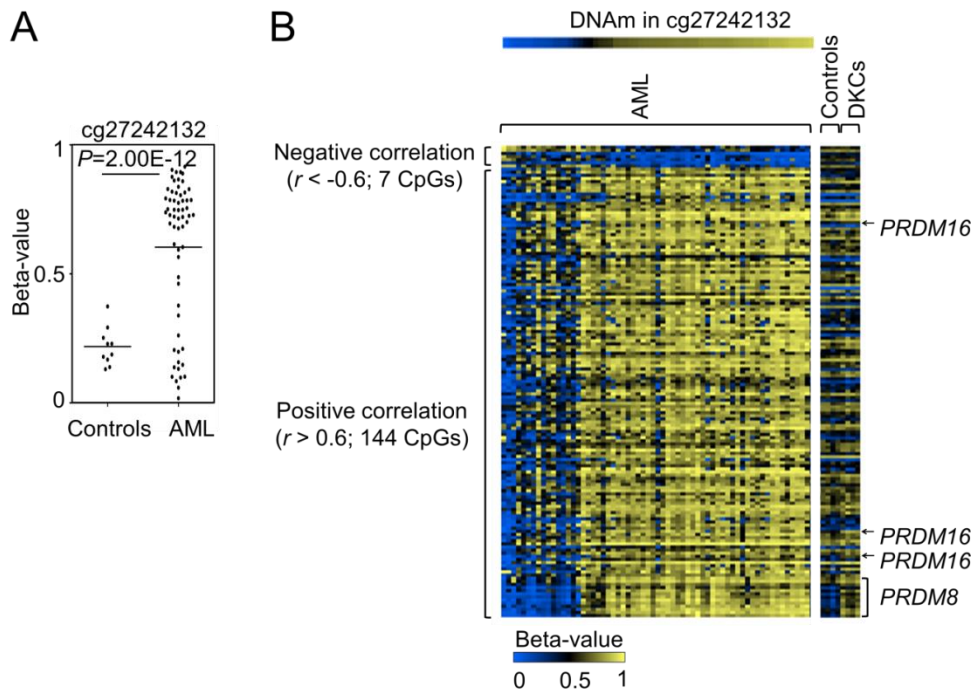 A
cg27242132
P=2.00E-12
1
0.5
0
Beta-value
Controls AML
B
DNAm in cg27242132
AML
Controls
DKCs
Negative correlation
(r < -0.6; 7 CpGs)
Positive correlation
(r > 0.6; 144 CpGs)
PRDM16
PRDM16
PRDM16
PRDM8
Beta-value
0 0.5 1